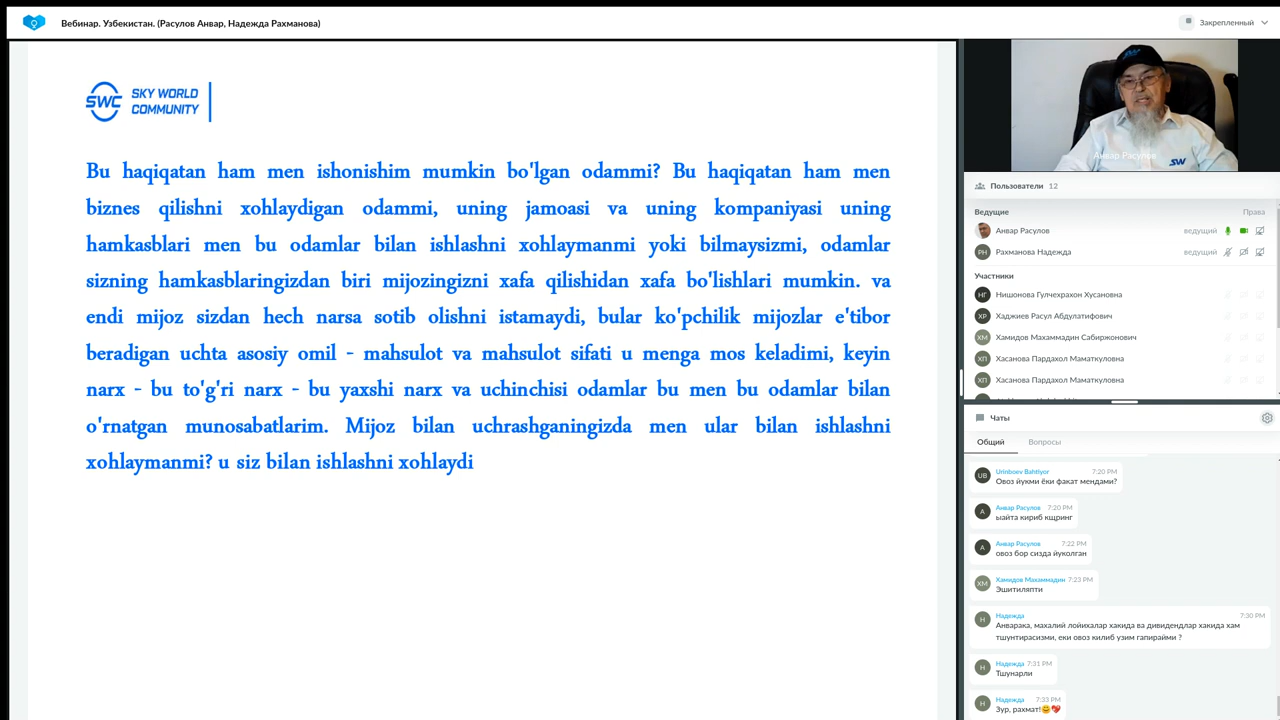 Вебинар. Узбекистан. (Расулов Анвар, Надежда Рахманова)
Закрепленный
SWC SKY WORLD
COMMUNITY
Bu haqiqatan ham men ishonishim mumkin bo'lgan odammi? Bu haqiqatan ham men
biznes qilishni xohlaydigan odammi, uning jamoasi va uning kompaniyasi uning
hamkasblari men bu odamlar bilan ishlashni xohlaymanmi yoki bilmaysizmi, odamlar
sizning hamkasblaringizdan biri mijozingizni xafa qilishidan xafa bo'lishlari mumkin. va
endi mijoz sizdan hech narsa sotib olishni istamaydi, bular ko'pchilik mijozlar e'tibor
beradigan uchta asosiy omil - mahsulot va mahsulot sifati u menga mos keladimi, keyin
narx - bu to'g'ri narx - bu yaxshi narx va uchinchisi odamlar bu men bu odamlar bilan
o'rnatgan munosabatlarim. Mijoz bilan uchrashganingizda men ular bilan ishlashni
xohlaymanmi? u siz bilan ishlashni xohlaydi
SW
Анвар Расулов
Пользователи 12
Ведущие Права
Анвар Расулов ведущий
РН Рахманова Надежда ведущий
Участники
НГ Нишонова Гулчехрахон Хусановна
ХР Хаджиев Расул Абдулатифович
ХМ Хамидов Махаммадин Сабиржонович
ХП Хасанова Пардахол Маматкуловна
ХП Хасанова Пардахол Маматкуловна
Чаты
Общий Вопросы
UB Urinboev Bahtiyor 7:20 PM
Овоз йукми ёки факат мендами?
А Анвар Расулов 7:20 PM
ыайта кириб кщринг
А Анвар Расулов 7:22 PM
овоз бор сизда йуколган
ХМ Хамидов Махаммадин 7:23 PM
Эшитиляпти
Н Надежда 7:30 PM
Анварака, махалий лойихалар хакида ва дивидендлар хакида хам
тшунтирасизми, еки овоз килиб узим гапирайми ?
Н Надежда 7:31 PM
Тшунарли
Н Надежда 7:33 PM
Зур, рахмат!😊💖